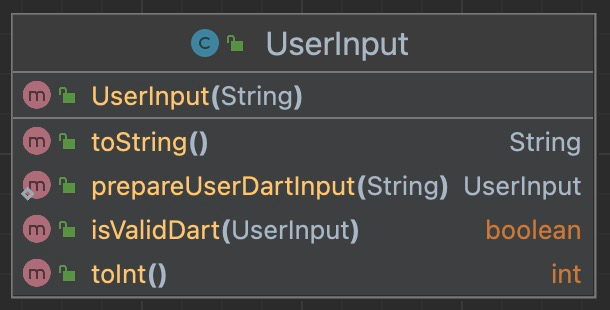 C UserInput
m UserInput(String)
m toString() String
m prepareUserDartInput(String) UserInput
m isValidDart(UserInput) boolean
m toInt() int